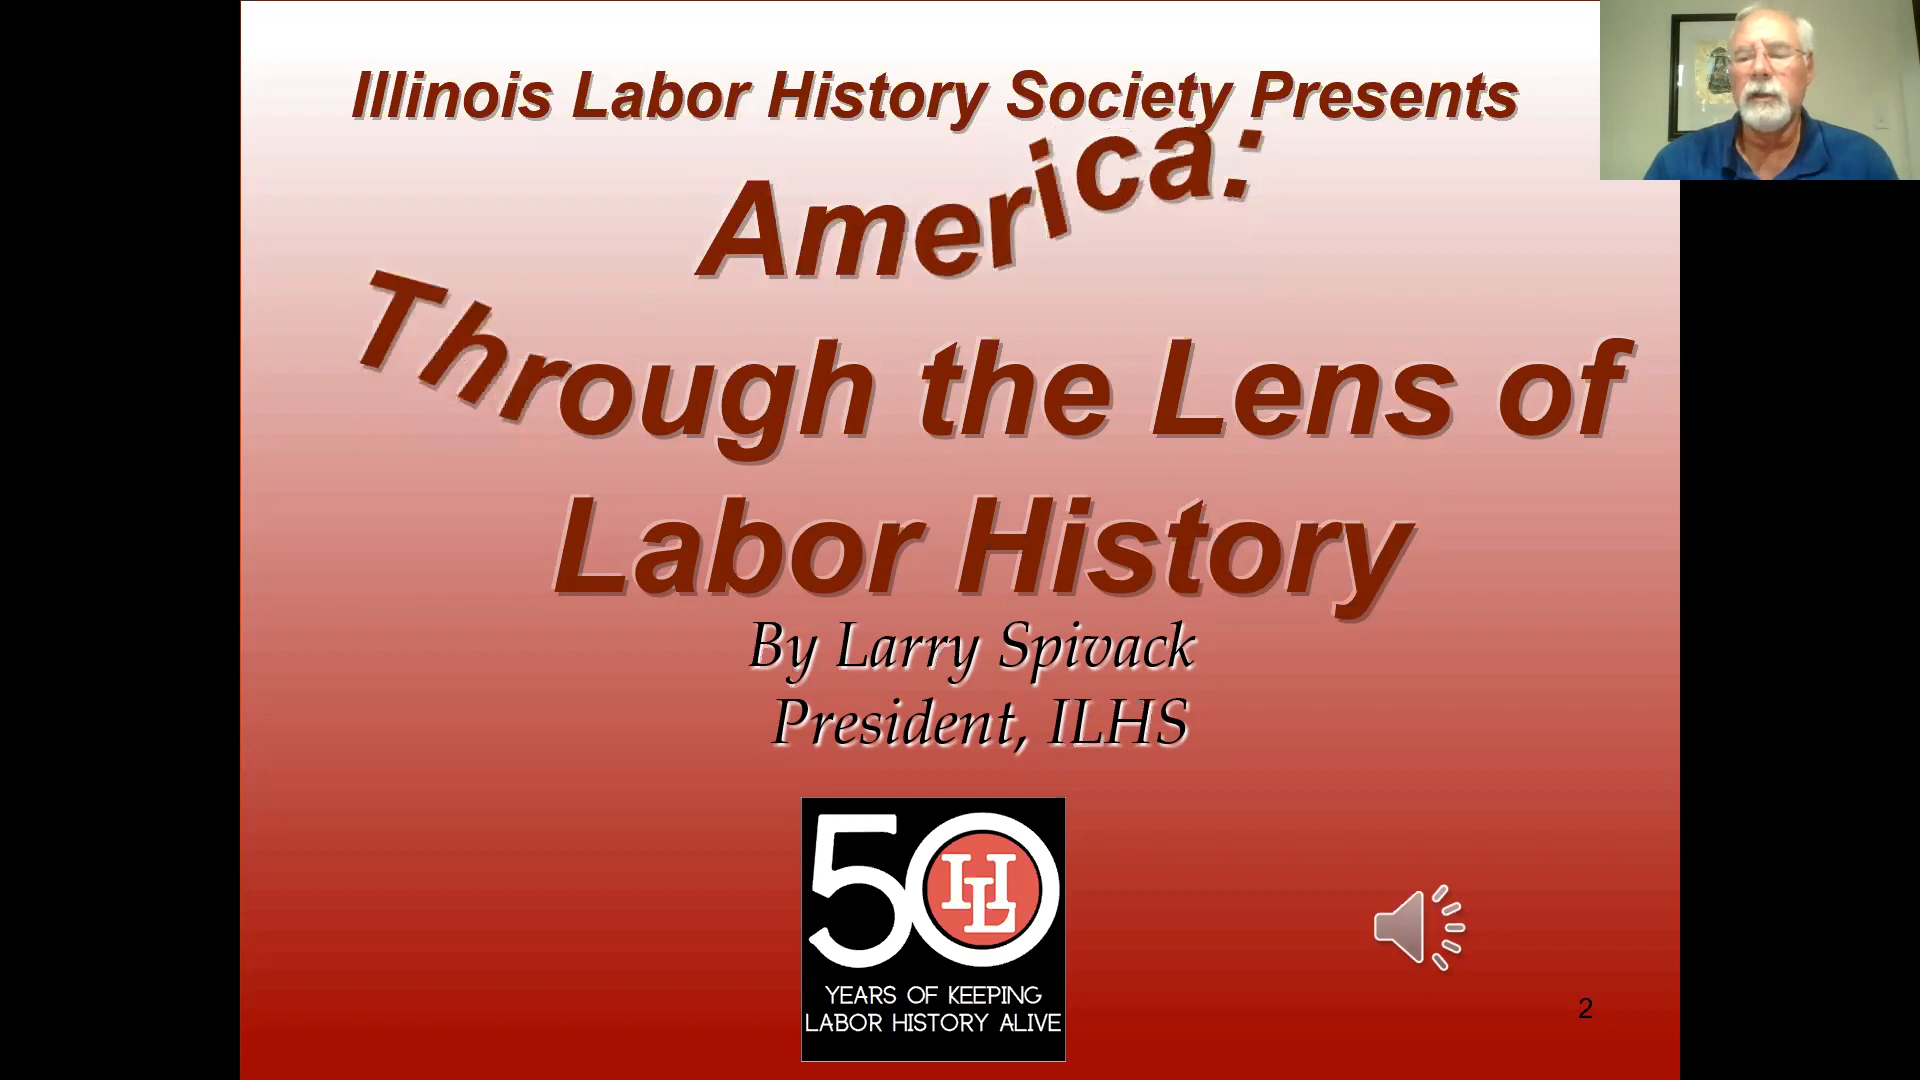 Illinois Labor History Society Presents
America:
Through the Lens of
Labor History
By Larry Spivack
President, ILHS
50
HL
YEARS OF KEEPING
LABOR HISTORY ALIVE
2